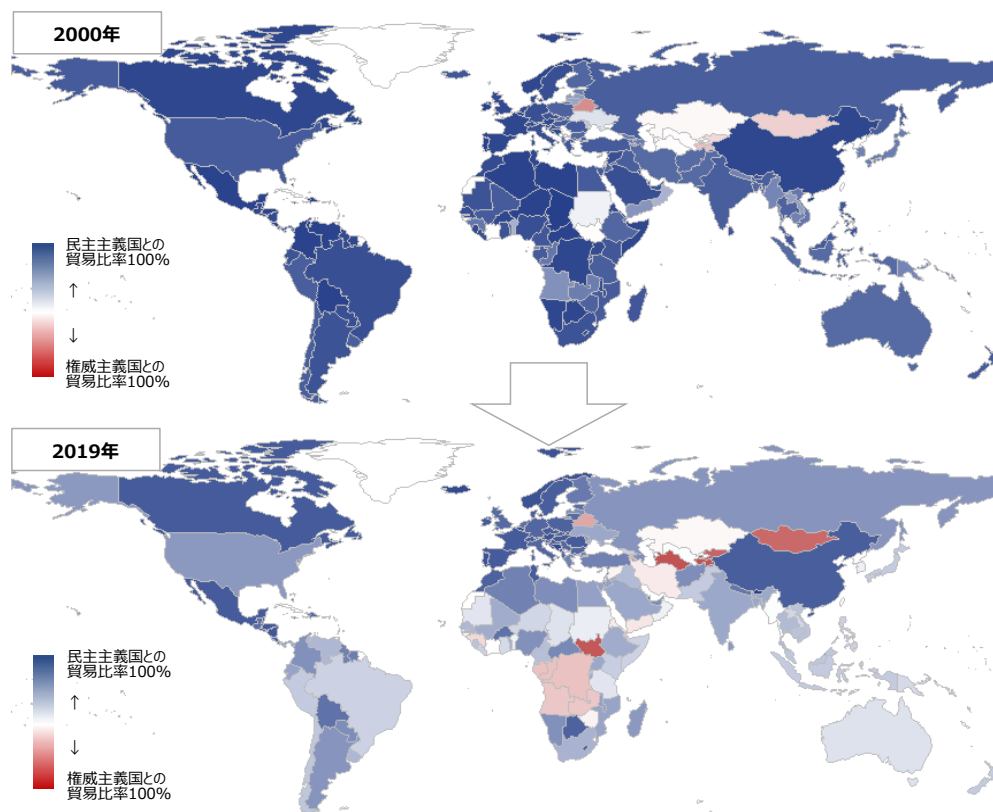 2000年
民主主義国との
貿易比率100%
↑
↓
権威主義国との
貿易比率100%
2019年
民主主義国との
貿易比率100%
↑
↓
権威主義国との
貿易比率100%